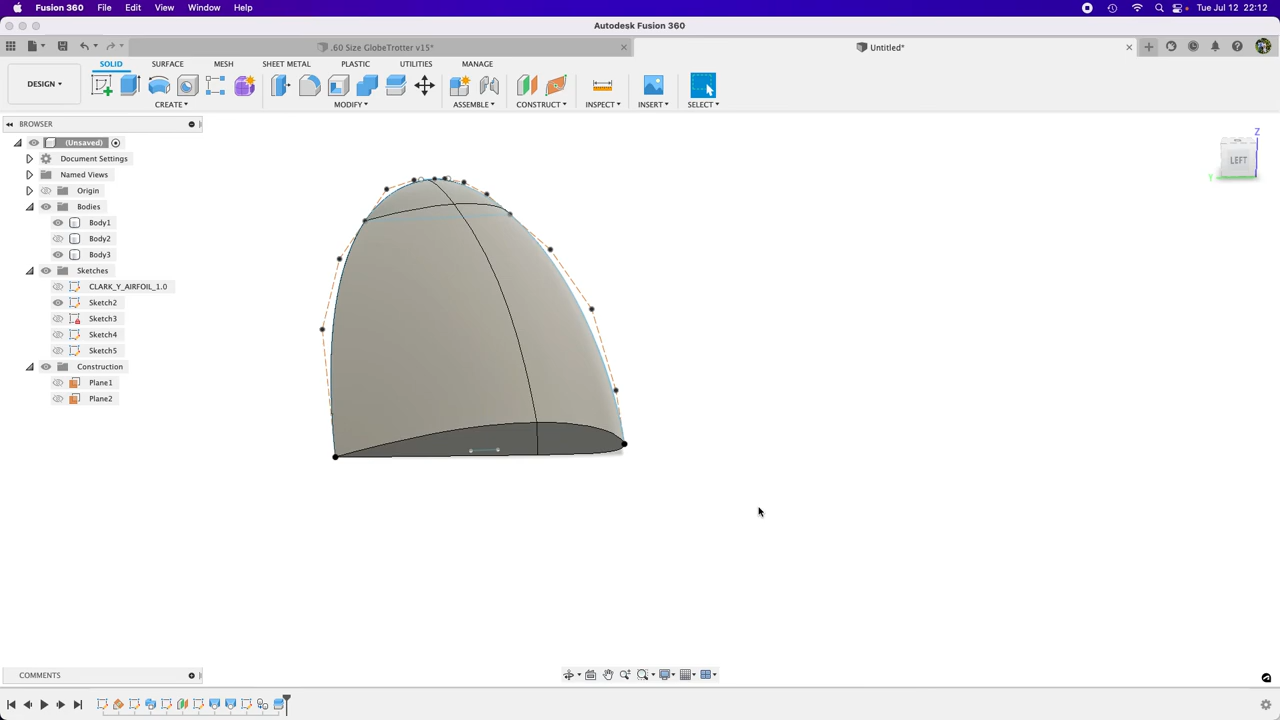 Fusion 360 File Edit View Window Help Tue Jul 12 22:12
Autodesk Fusion 360
.60 Size GlobeTrotter v15* Untitled*
SOLID SURFACE MESH SHEET METAL PLASTIC UTILITIES MANAGE
DESIGN
CREATE MODIFY ASSEMBLE CONSTRUCT INSPECT INSERT SELECT
BROWSER
(Unsaved)
Document Settings
Named Views
Origin
Bodies
Body1
Body2
Body3
Sketches
CLARK_Y_AIRFOIL_1.0
Sketch2
Sketch3
Sketch4
Sketch5
Construction
Plane1
Plane2
Z
LEFT
Y
COMMENTS